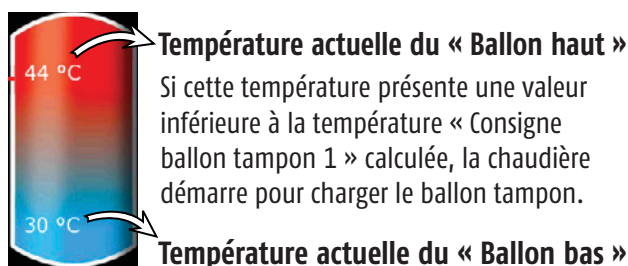 Température actuelle du « Ballon haut »
44 °C
Si cette température présente une valeur
inférieure à la température « Consigne
ballon tampon 1 » calculée, la chaudière
démarre pour charger le ballon tampon.
30 °C
Température actuelle du « Ballon bas »